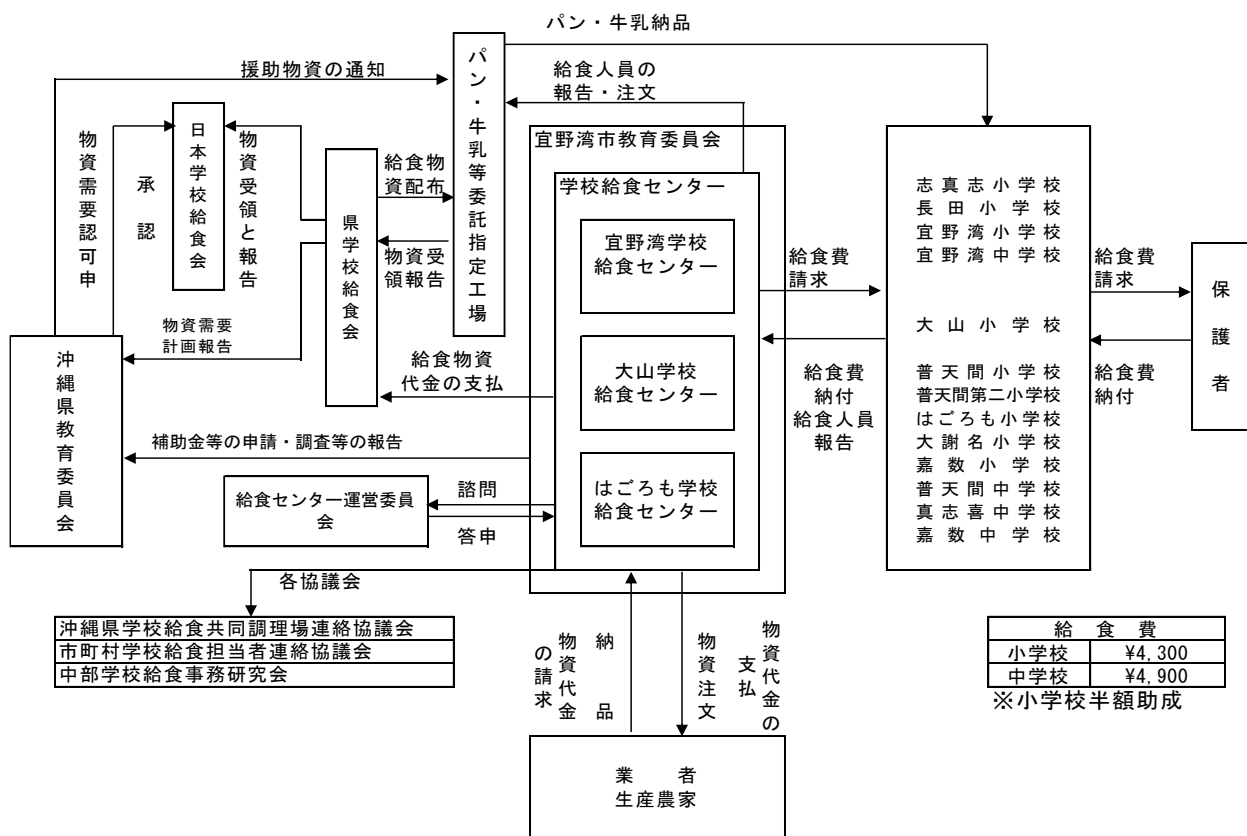 パン・牛乳納品
援助物資の通知
パン・牛乳等委託指定工場
給食人員の
報告・注文
物資需要認可申
承認
日本学校給食会
物資受領と報告
県学校給食会
給食物
資配布
物資受
領報告
宜野湾市教育委員会
学校給食センター
宜野湾学校
給食センター
大山学校
給食センター
はごろも学校
給食センター
給食費
請求
給食費
納付
給食人員
報告
志真志小学校
長田小学校
宜野湾小学校
宜野湾中学校
大山小学校
普天間小学校
普天間第二小学校
はごろも小学校
大謝名小学校
嘉数小学校
普天間中学校
真志喜中学校
嘉数中学校
給食費
請求
給食費
納付
保護者
沖縄県教育委員会
物資需要
計画報告
給食物資
代金の支払
補助金等の申請・調査等の報告
給食センター運営委員
会
諮問
答申
各協議会
沖縄県学校給食共同調理場連絡協議会
市町村学校給食担当者連絡協議会
中部学校給食事務研究会
納品
物資代金
の請求
物資注文
物資代金の
支払
業者
生産農家
給食費
小学校 ¥4,300
中学校 ¥4,900
※小学校半額助成